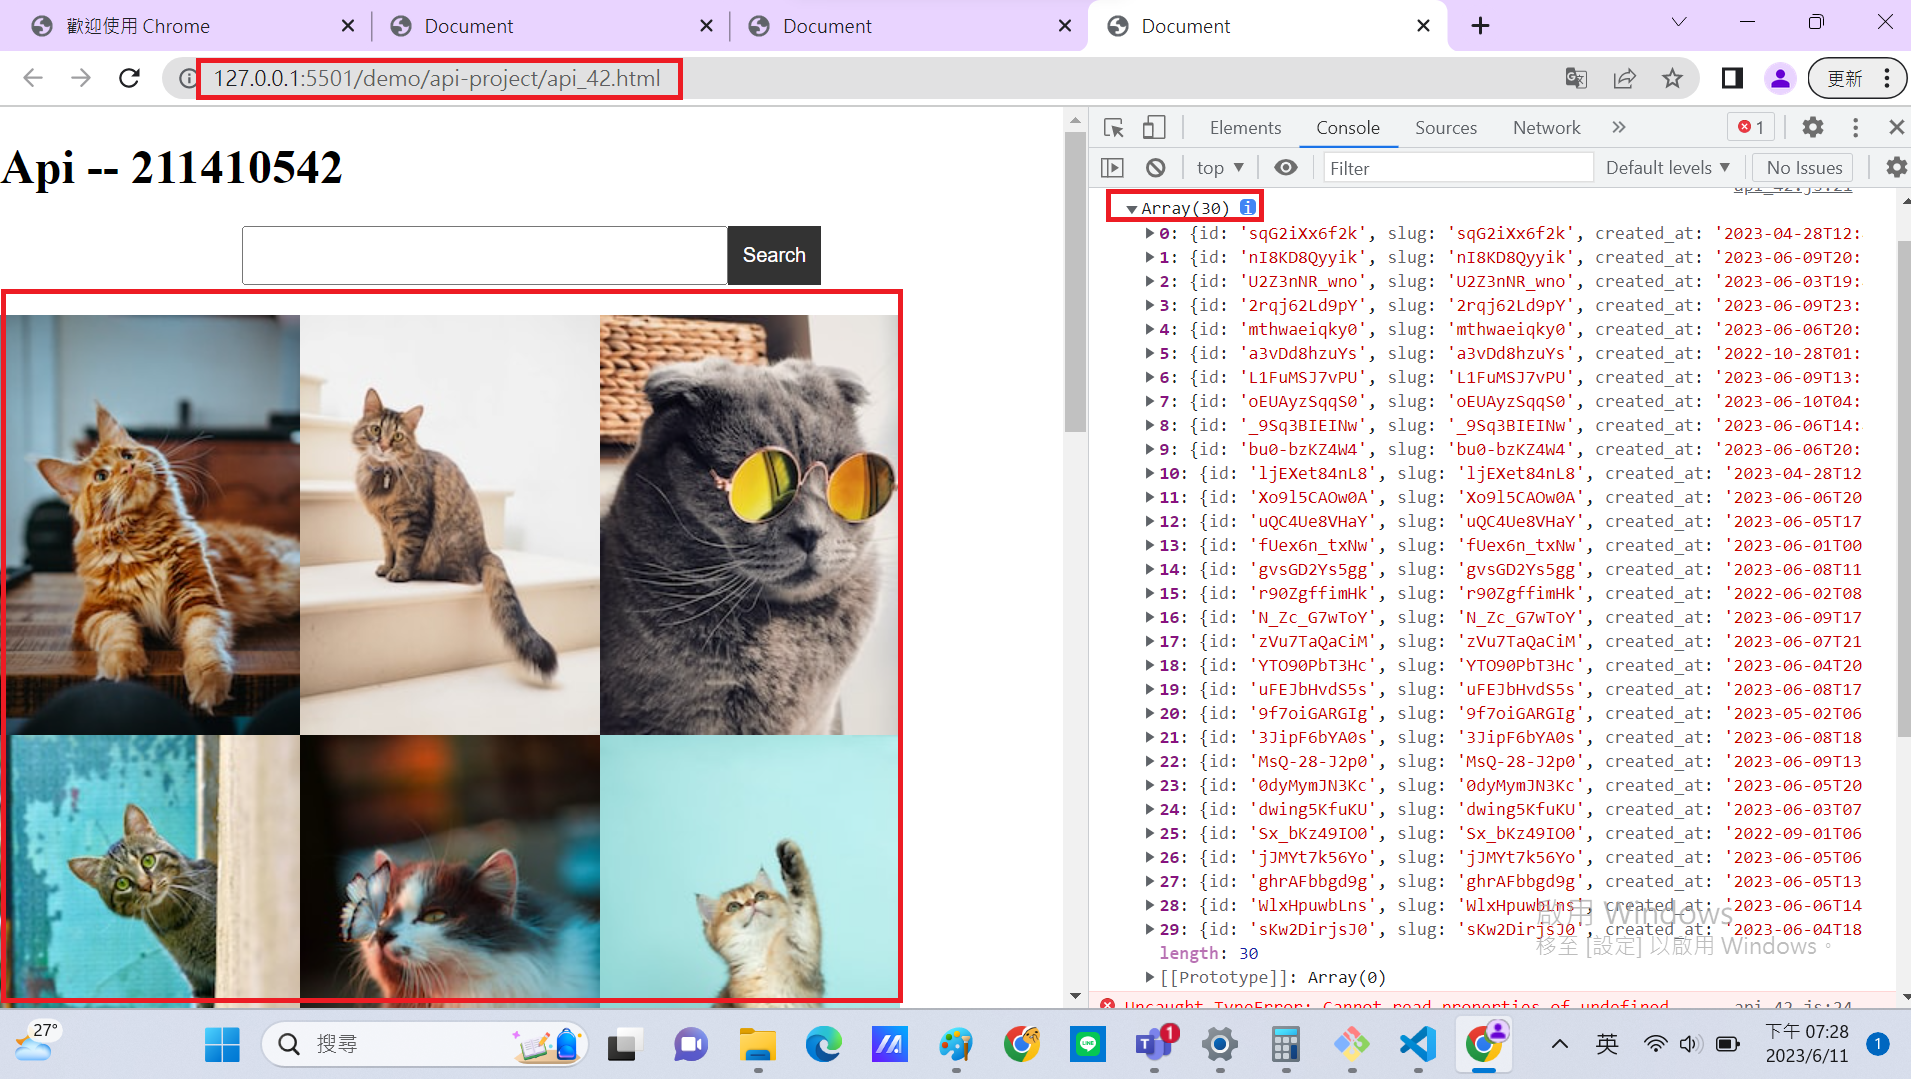 歡迎使用 Chrome
Document
Document
Document
127.0.0.1:5501/demo/api-project/api_42.html
更新
Api -- 211410542
Search
Elements
Console
Sources
Network
1
top
Filter
Default levels
No Issues
api_42.js:21
Array(30)
0: {id: 'sqG2iXx6f2k', slug: 'sqG2iXx6f2k', created_at: '2023-04-28T12:
1: {id: 'nI8KD8Qyyik', slug: 'nI8KD8Qyyik', created_at: '2023-06-09T20:
2: {id: 'U2Z3nNR_wno', slug: 'U2Z3nNR_wno', created_at: '2023-06-03T19:
3: {id: '2rqj62Ld9pY', slug: '2rqj62Ld9pY', created_at: '2023-06-09T23:
4: {id: 'mthwaeiqky0', slug: 'mthwaeiqky0', created_at: '2023-06-06T20:
5: {id: 'a3vDd8hzuYs', slug: 'a3vDd8hzuYs', created_at: '2022-10-28T01:
6: {id: 'L1FuMSJ7vPU', slug: 'L1FuMSJ7vPU', created_at: '2023-06-09T13:
7: {id: 'oEUAyzSqqS0', slug: 'oEUAyzSqqS0', created_at: '2023-06-10T04:
8: {id: '_9Sq3BIEINw', slug: '_9Sq3BIEINw', created_at: '2023-06-06T14:
9: {id: 'bu0-bzKZ4W4', slug: 'bu0-bzKZ4W4', created_at: '2023-06-06T20:
10: {id: 'ljEXet84nL8', slug: 'ljEXet84nL8', created_at: '2023-04-28T12
11: {id: 'Xo9l5CAOw0A', slug: 'Xo9l5CAOw0A', created_at: '2023-06-06T20
12: {id: 'uQC4Ue8VHaY', slug: 'uQC4Ue8VHaY', created_at: '2023-06-05T17
13: {id: 'fUex6n_txNw', slug: 'fUex6n_txNw', created_at: '2023-06-01T00
14: {id: 'gvsGD2Ys5gg', slug: 'gvsGD2Ys5gg', created_at: '2023-06-08T11
15: {id: 'r90ZgffimHk', slug: 'r90ZgffimHk', created_at: '2022-06-02T08
16: {id: 'N_Zc_G7wToY', slug: 'N_Zc_G7wToY', created_at: '2023-06-09T17
17: {id: 'zVu7TaQaCiM', slug: 'zVu7TaQaCiM', created_at: '2023-06-07T21
18: {id: 'YTO90PbT3Hc', slug: 'YTO90PbT3Hc', created_at: '2023-06-04T20
19: {id: 'uFEJbHvdS5s', slug: 'uFEJbHvdS5s', created_at: '2023-06-08T17
20: {id: '9f7oiGARGIg', slug: '9f7oiGARGIg', created_at: '2023-05-02T06
21: {id: '3JipF6bYA0s', slug: '3JipF6bYA0s', created_at: '2023-06-08T18
22: {id: 'MsQ-28-J2p0', slug: 'MsQ-28-J2p0', created_at: '2023-06-09T13
23: {id: '0dyMymJN3Kc', slug: '0dyMymJN3Kc', created_at: '2023-06-05T20
24: {id: 'dwing5KfuKU', slug: 'dwing5KfuKU', created_at: '2023-06-03T07
25: {id: 'Sx_bKz49IO0', slug: 'Sx_bKz49IO0', created_at: '2022-09-01T06
26: {id: 'jJMYt7k56Yo', slug: 'jJMYt7k56Yo', created_at: '2023-06-05T06
27: {id: 'ghrAFbbgd9g', slug: 'ghrAFbbgd9g', created_at: '2023-06-05T13
28: {id: 'WlxHpuwbLns', slug: 'WlxHpuwbLns', created_at: '2023-06-06T14
29: {id: 'sKw2DirjsJ0', slug: 'sKw2DirjsJ0', created_at: '2023-06-04T18
length: 30
[[Prototype]]: Array(0)
Uncaught TypeError: Cannot read properties of undefined
api_42.js:24
啟用 Windows
移至 [設定] 以啟用 Windows。
27°
搜尋
1
英
下午 07:28
2023/6/11
1